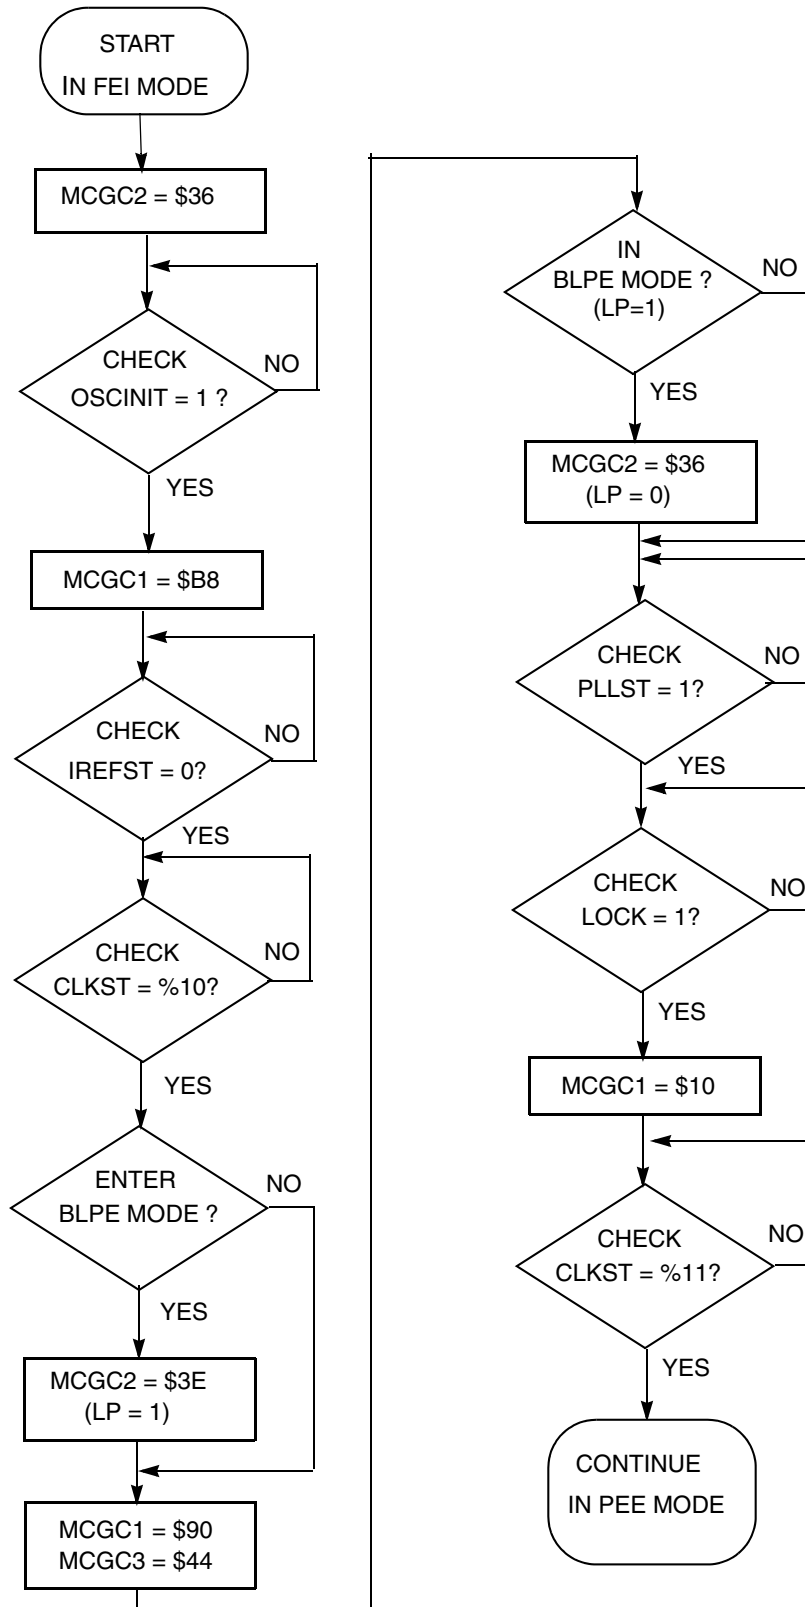 START
IN FEI MODE
MCGC2 = $36
CHECK
OSCINIT = 1 ?
NO
YES
MCGC1 = $B8
CHECK
IREFST = 0?
NO
YES
CHECK
CLKST = %10?
NO
YES
ENTER
BLPE MODE ?
NO
YES
MCGC2 = $3E
(LP = 1)
MCGC1 = $90
MCGC3 = $44
IN
BLPE MODE ?
(LP=1)
NO
YES
MCGC2 = $36
(LP = 0)
CHECK
PLLST = 1?
NO
YES
CHECK
LOCK = 1?
NO
YES
MCGC1 = $10
CHECK
CLKST = %11?
NO
YES
CONTINUE
IN PEE MODE